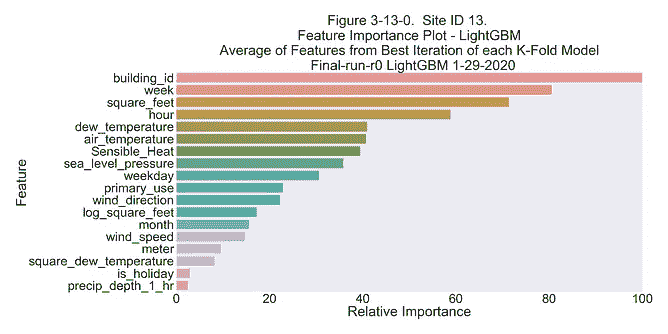 Figure 3-13-0.  Site ID 13.
Feature Importance Plot - LightGBM
Average of Features from Best Iteration of each K-Fold Model
Final-run-r0 LightGBM 1-29-2020
Feature
building_id
week
square_feet
hour
dew_temperature
air_temperature
Sensible_Heat
sea_level_pressure
weekday
primary_use
wind_direction
log_square_feet
month
wind_speed
meter
square_dew_temperature
is_holiday
precip_depth_1_hr
0 20 40 60 80 100
Relative Importance